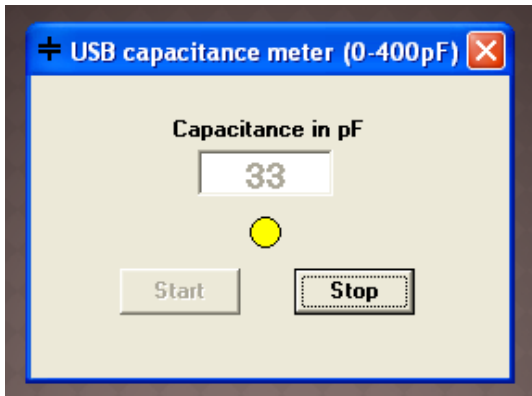 USB capacitance meter (0-400pF)
Capacitance in pF
33
Start
Stop